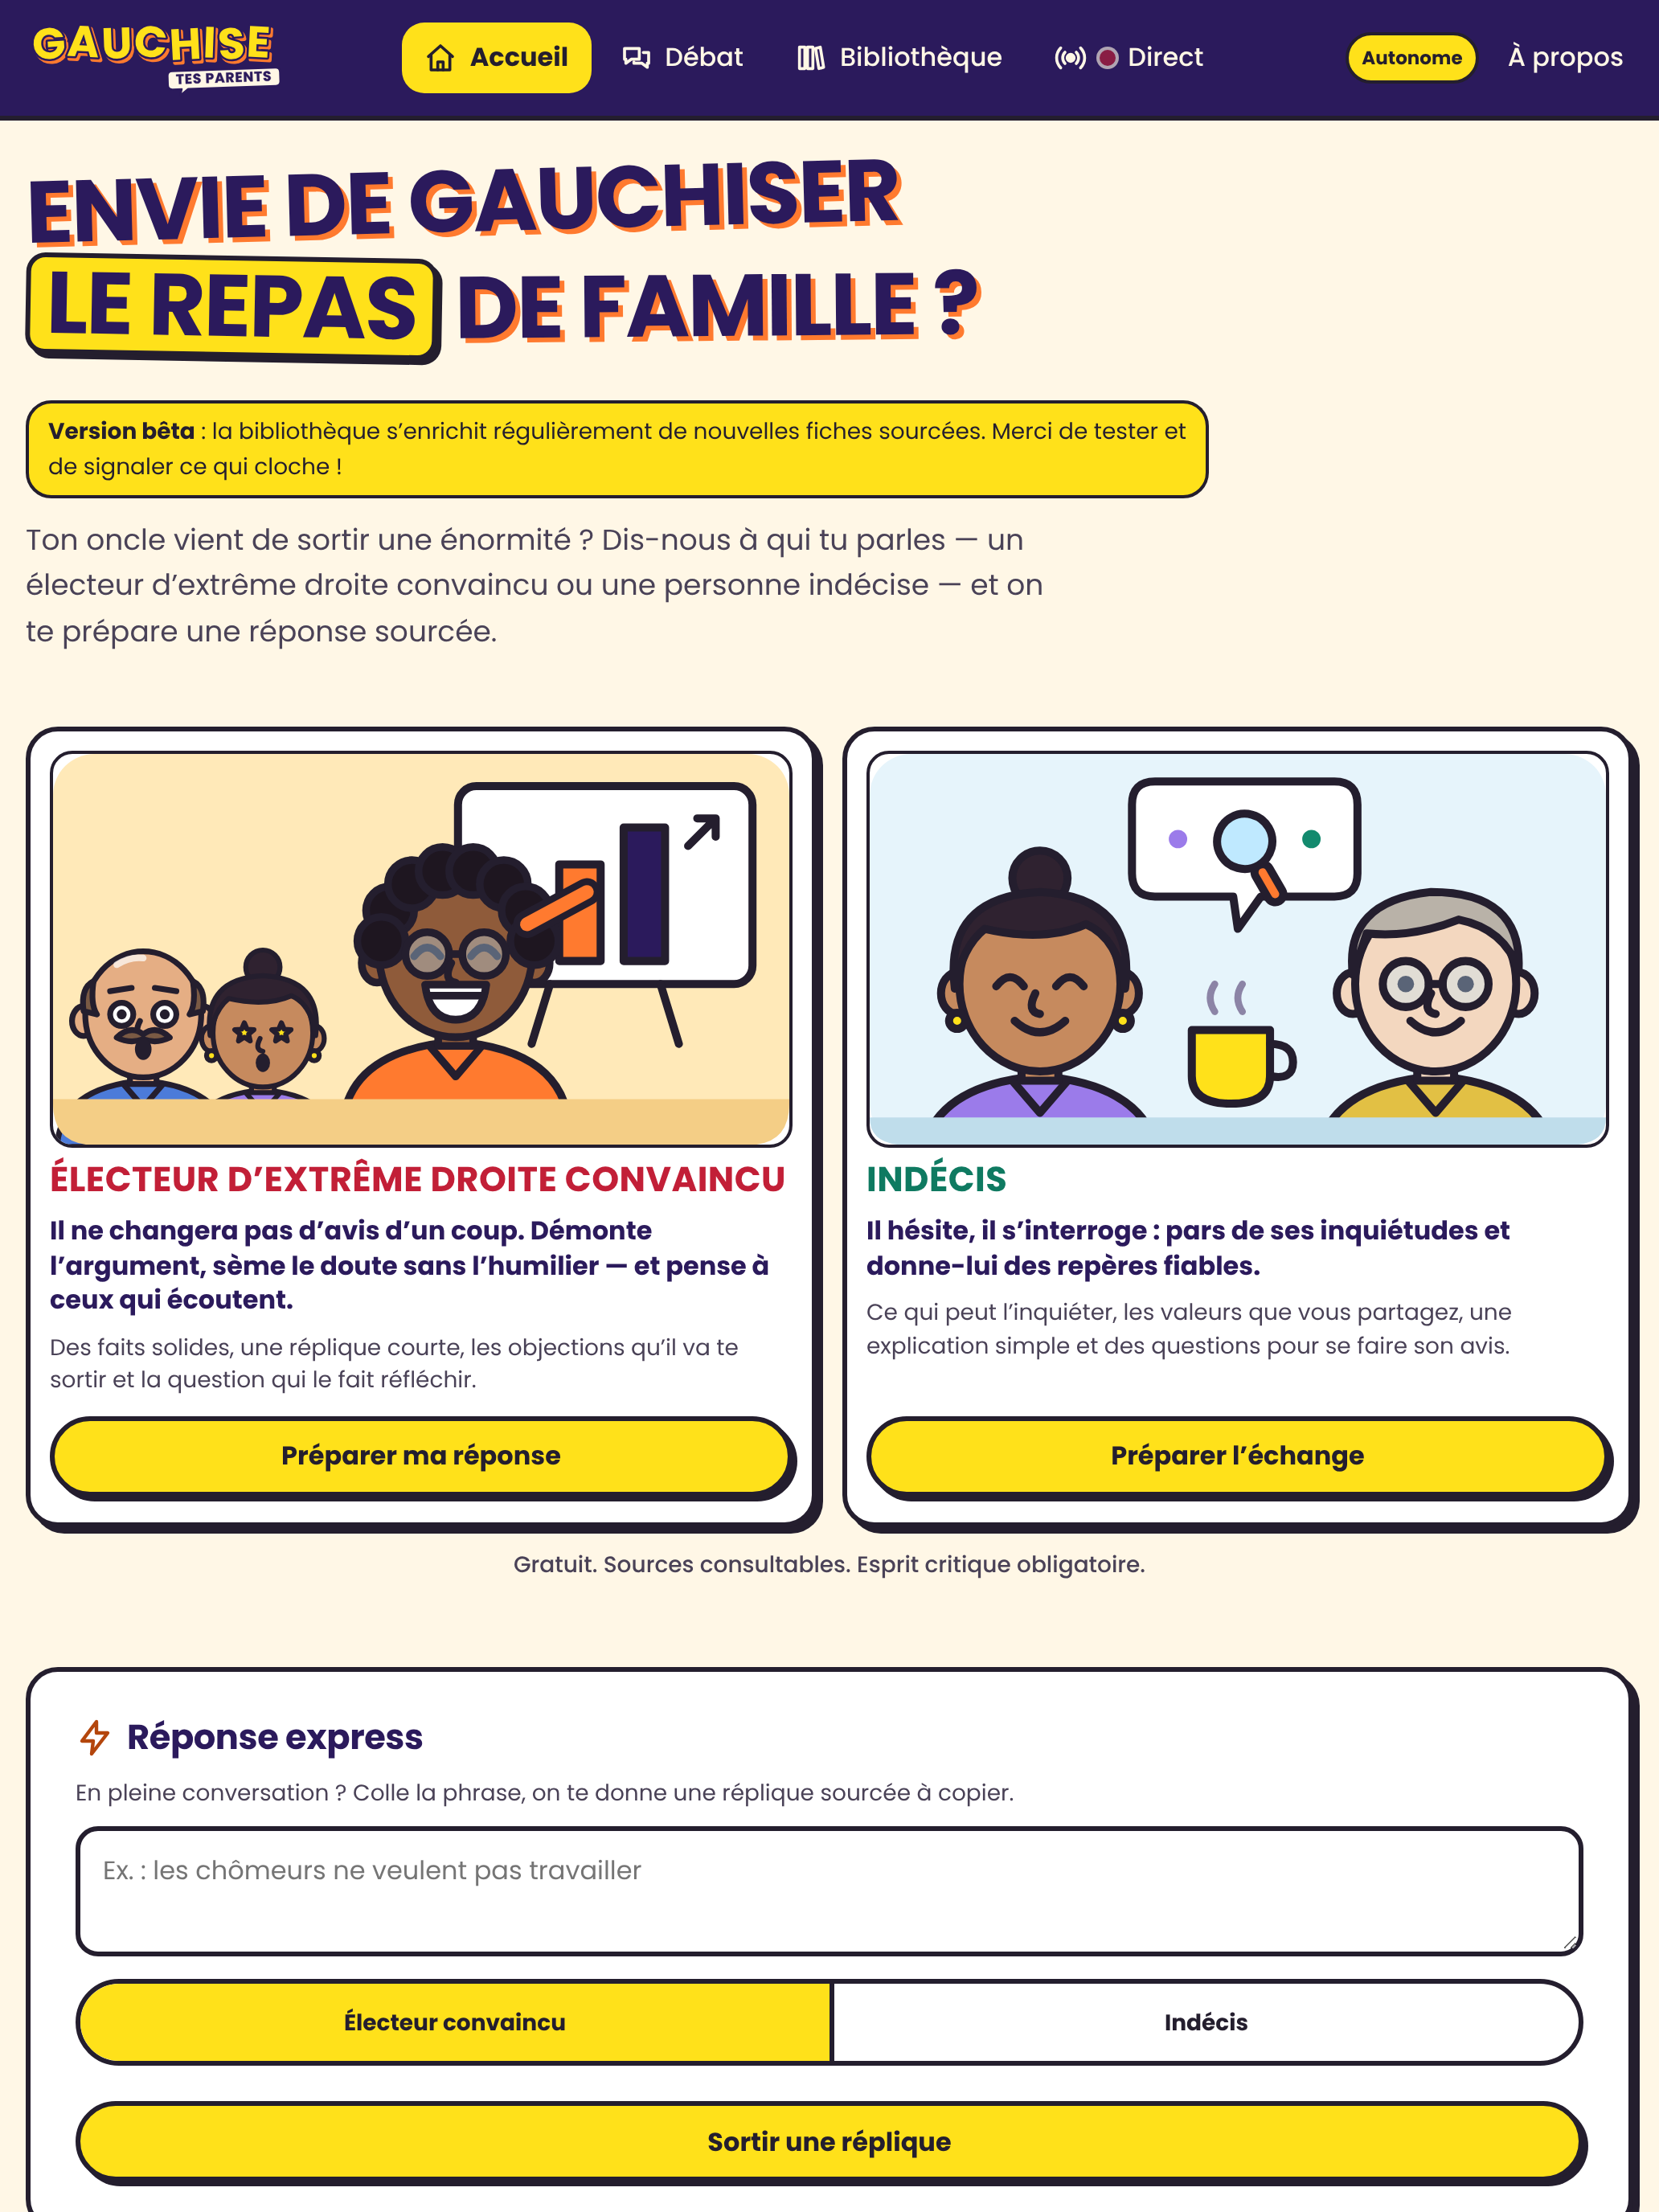 GAUCHISE
TES PARENTS
Accueil
Débat
Bibliothèque
Direct
Autonome
À propos
ENVIE DE GAUCHISER
LE REPAS DE FAMILLE ?
Version bêta : la bibliothèque s’enrichit régulièrement de nouvelles fiches sourcées. Merci de tester et
de signaler ce qui cloche !
Ton oncle vient de sortir une énormité ? Dis-nous à qui tu parles — un
électeur d’extrême droite convaincu ou une personne indécise — et on
te prépare une réponse sourcée.
ÉLECTEUR D’EXTRÊME DROITE CONVAINCU
Il ne changera pas d’avis d’un coup. Démonte
l’argument, sème le doute sans l’humilier — et pense à
ceux qui écoutent.
Des faits solides, une réplique courte, les objections qu’il va te
sortir et la question qui le fait réfléchir.
Préparer ma réponse
INDÉCIS
Il hésite, il s’interroge : pars de ses inquiétudes et
donne-lui des repères fiables.
Ce qui peut l’inquiéter, les valeurs que vous partagez, une
explication simple et des questions pour se faire son avis.
Préparer l’échange
Gratuit. Sources consultables. Esprit critique obligatoire.
Réponse express
En pleine conversation ? Colle la phrase, on te donne une réplique sourcée à copier.
Ex. : les chômeurs ne veulent pas travailler
Électeur convaincu
Indécis
Sortir une réplique